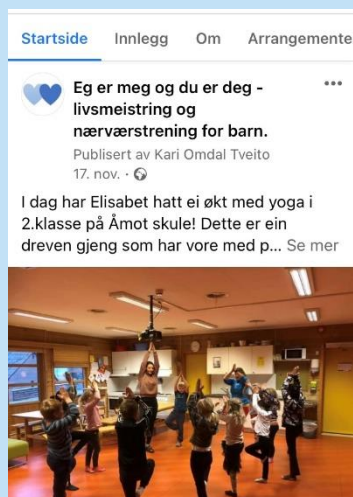 Startside Innlegg Om Arrangemente
Eg er meg og du er deg -
livsmeistring og
nærværstrening for barn.
Publisert av Kari Omdal Tveito
17. nov. ·
I dag har Elisabet hatt ei økt med yoga i
2.klasse på Åmot skule! Dette er ein
dreven gjeng som har vore med p... Se mer